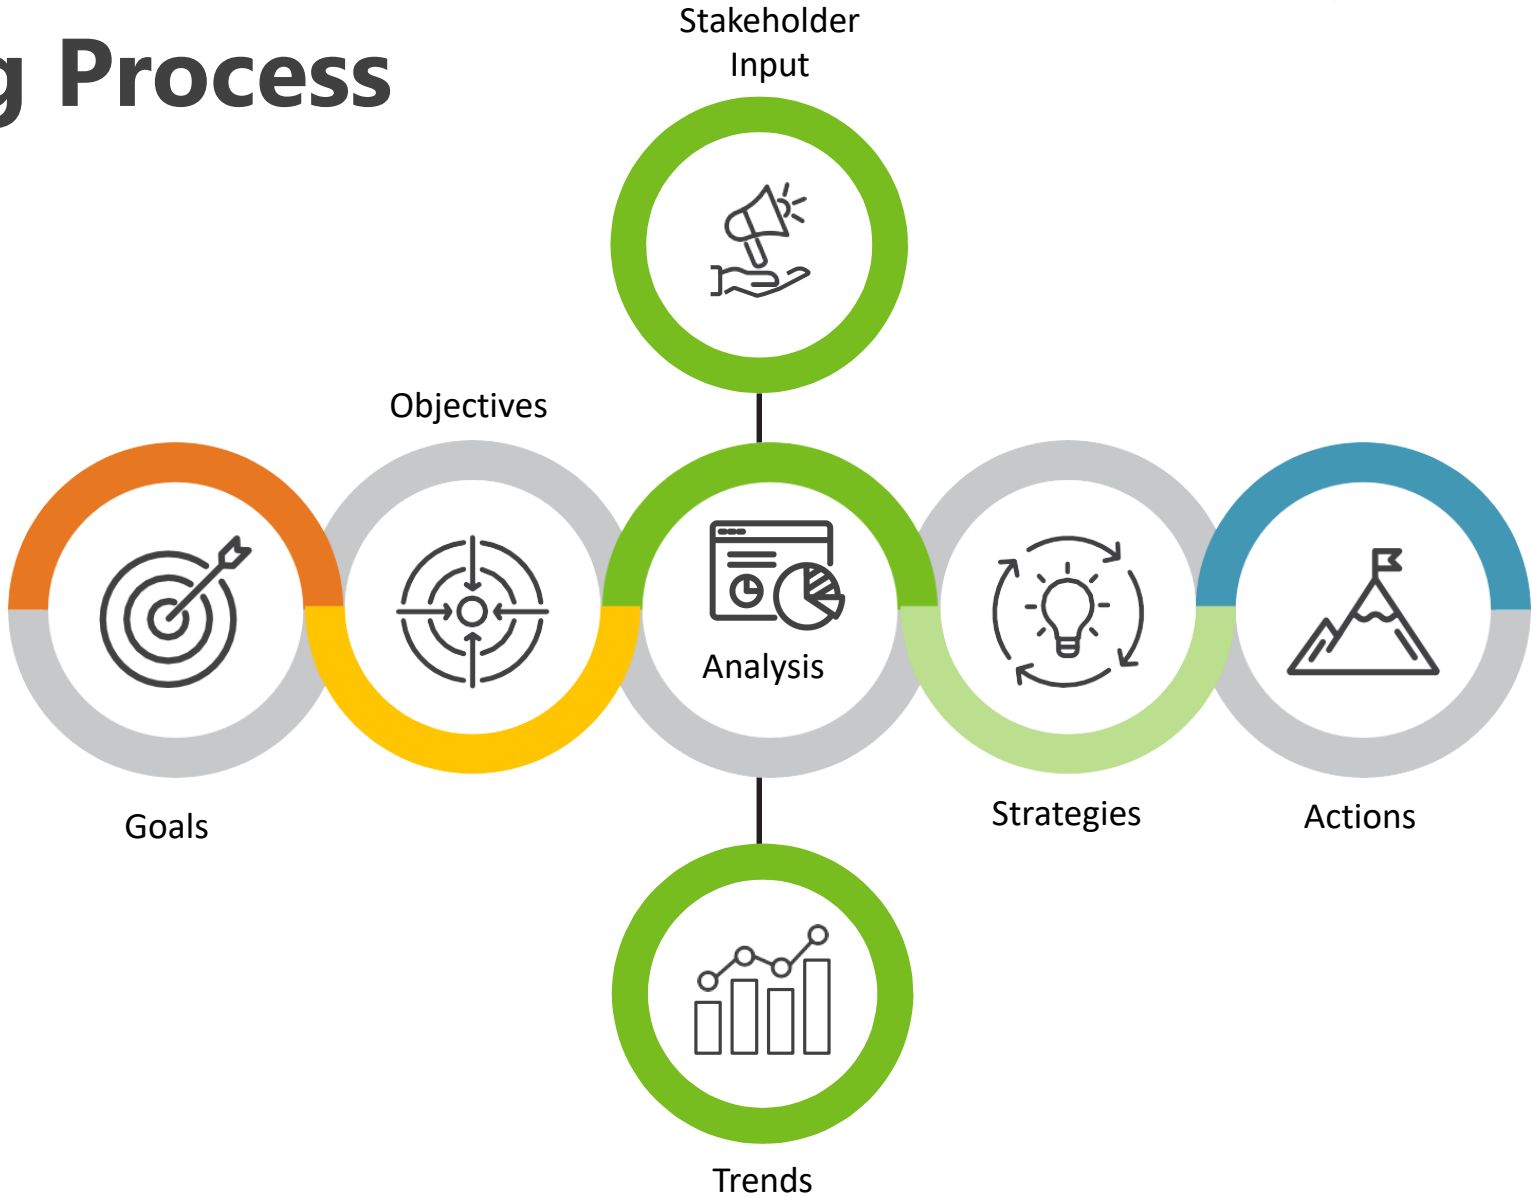 g Process
Stakeholder
Input
Objectives
Analysis
Goals
Strategies
Actions
Trends